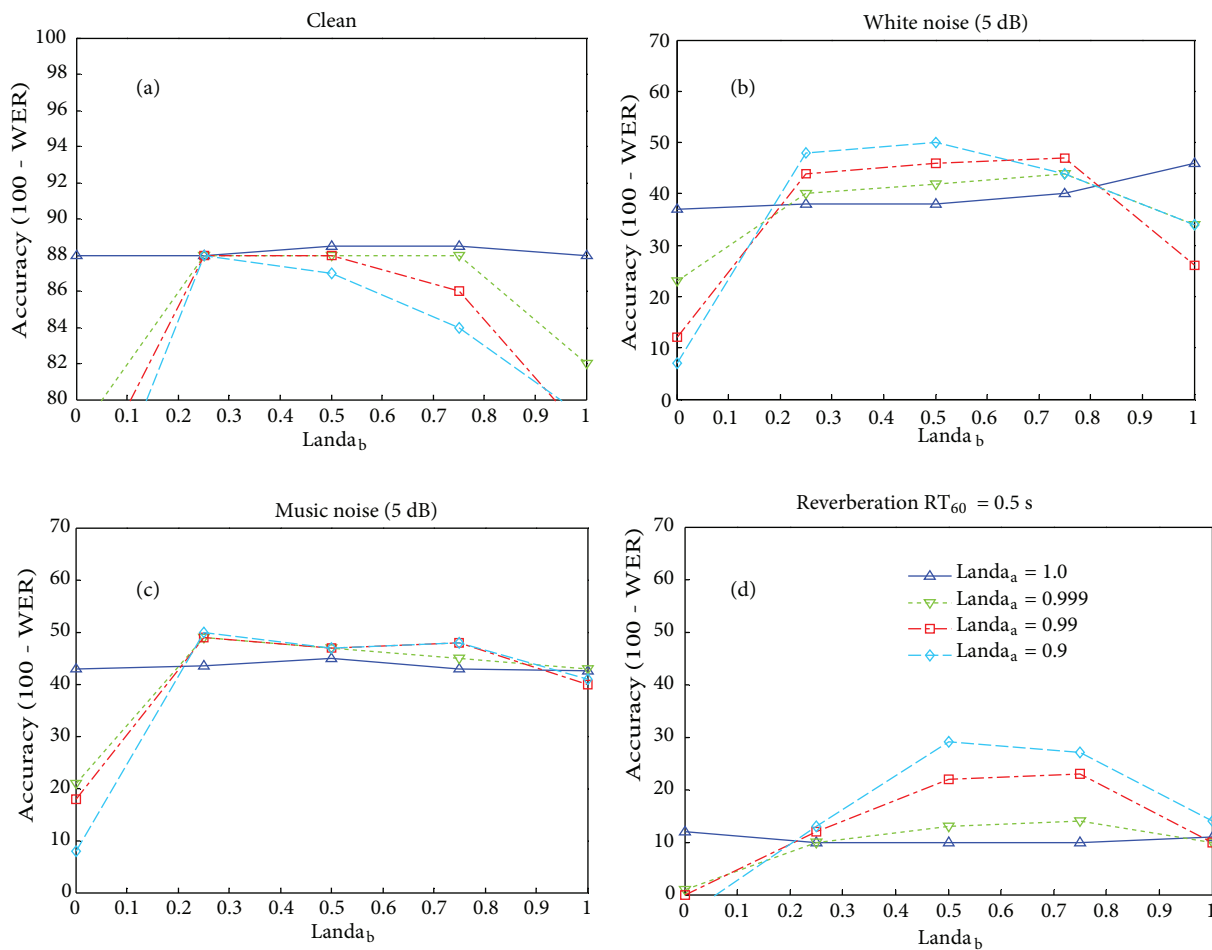 Clean
100
98
96
94
92
90
88
86
84
82
80
Accuracy (100 - WER)
(a)
0 0.1 0.2 0.3 0.4 0.5 0.6 0.7 0.8 0.9 1
Landa_b
White noise (5 dB)
70
60
50
40
30
20
10
0
Accuracy (100 - WER)
(b)
0 0.1 0.2 0.3 0.4 0.5 0.6 0.7 0.8 0.9 1
Landa_b
Music noise (5 dB)
70
60
50
40
30
20
10
0
Accuracy (100 - WER)
(c)
0 0.1 0.2 0.3 0.4 0.5 0.6 0.7 0.8 0.9 1
Landa_b
Reverberation RT_60 = 0.5 s
70
60
50
40
30
20
10
0
Accuracy (100 - WER)
(d)
Landa_a = 1.0
Landa_a = 0.999
Landa_a = 0.99
Landa_a = 0.9
0 0.1 0.2 0.3 0.4 0.5 0.6 0.7 0.8 0.9 1
Landa_b